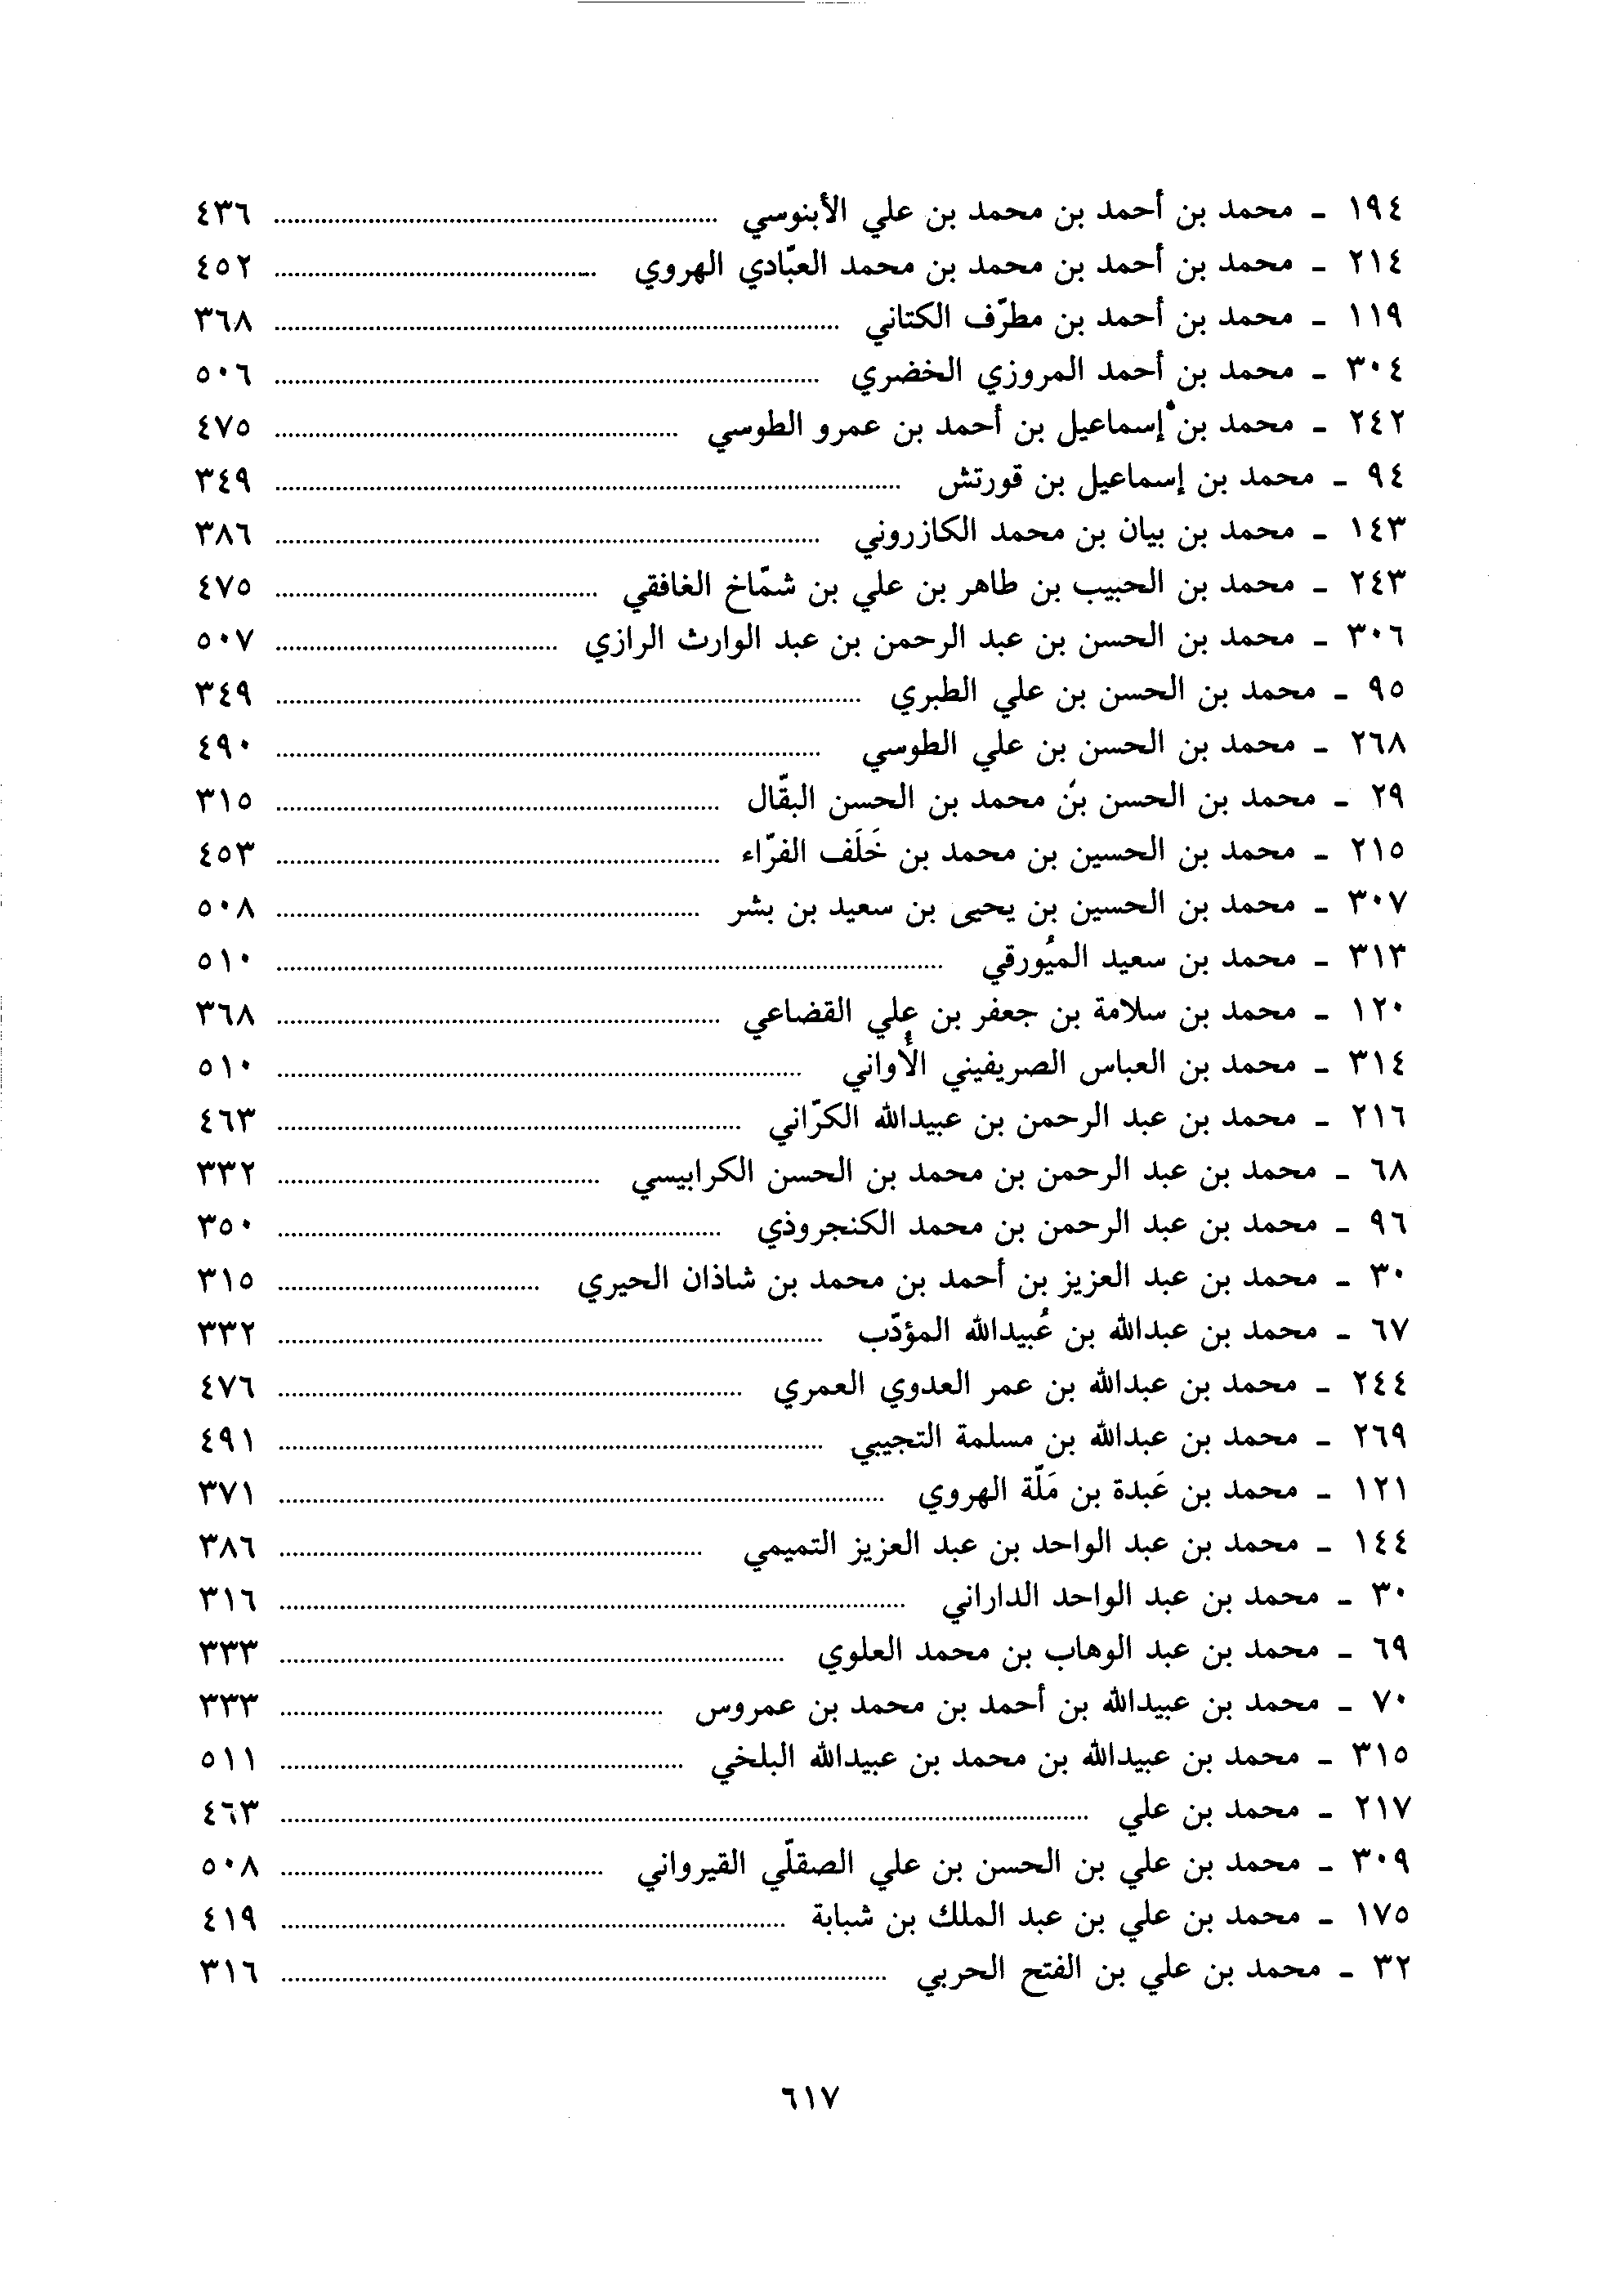 ١٩٤ ـ محمد بن أحمد بن محمد بن علي الأبنوسي ........ ٤٣٦
٢١٤ ـ محمد بن أحمد بن محمد بن محمد العبّادي الهروي ........ ٤٥٢
١١٩ ـ محمد بن أحمد بن مطرّف الكتاني ........ ٣٦٨
٣٠٤ ـ محمد بن أحمد المروزي الخضري ........ ٥٠٦
٢٤٢ ـ محمد بن إسماعيل بن أحمد بن عمرو الطوسي ........ ٤٧٥
٩٤ ـ محمد بن إسماعيل بن قورتش ........ ٣٤٩
١٤٣ ـ محمد بن بيان بن محمد الكازروني ........ ٣٨٦
٢٤٣ ـ محمد بن الحبيب بن طاهر بن علي بن شمّاخ الغافقي ........ ٤٧٥
٣٠٦ ـ محمد بن الحسن بن عبد الرحمن بن عبد الوارث الرازي ........ ٥٠٧
٩٥ ـ محمد بن الحسن بن علي الطبري ........ ٣٤٩
٢٦٨ ـ محمد بن الحسن بن علي الطوسي ........ ٤٩٠
٢٩ ـ محمد بن الحسن بن محمد بن الحسن البقّال ........ ٣١٥
٢١٥ ـ محمد بن الحسين بن محمد بن خَلَف الفرّاء ........ ٤٥٣
٣٠٧ ـ محمد بن الحسين بن يحيى بن سعيد بن بشر ........ ٥٠٨
٣١٣ ـ محمد بن سعيد الميُورقي ........ ٥١٠
١٢٠ ـ محمد بن سلامة بن جعفر بن علي القضاعي ........ ٣٦٨
٣١٤ ـ محمد بن العباس الصريفيني الأُواني ........ ٥١٠
٢١٦ ـ محمد بن عبد الرحمن بن عبيدالله الكرّاني ........ ٤٦٣
٦٨ ـ محمد بن عبد الرحمن بن محمد بن الحسن الكرابيسي ........ ٣٣٢
٩٦ ـ محمد بن عبد الرحمن بن محمد الكنجروذي ........ ٣٥٠
٣٠ ـ محمد بن عبد العزيز بن أحمد بن محمد بن شاذان الحيري ........ ٣١٥
٦٧ ـ محمد بن عبدالله بن عُبيدالله المؤدّب ........ ٣٣٢
٢٤٤ ـ محمد بن عبدالله بن عمر العدوي العمري ........ ٤٧٦
٢٦٩ ـ محمد بن عبدالله بن مسلمة التجيبي ........ ٤٩١
١٢١ ـ محمد بن عَبدة بن مَلّة الهروي ........ ٣٧١
١٤٤ ـ محمد بن عبد الواحد بن عبد العزيز التميمي ........ ٣٨٦
٣٠ ـ محمد بن عبد الواحد الداراني ........ ٣١٦
٦٩ ـ محمد بن عبد الوهاب بن محمد العلوي ........ ٣٣٣
٧٠ ـ محمد بن عبيدالله بن أحمد بن محمد بن عمروس ........ ٣٣٣
٣١٥ ـ محمد بن عبيدالله بن محمد بن عبيدالله البلخي ........ ٥١١
٢١٧ ـ محمد بن علي ........ ٤٦٣
٣٠٩ ـ محمد بن علي بن الحسن بن علي الصقلّي القيرواني ........ ٥٠٨
١٧٥ ـ محمد بن علي بن عبد الملك بن شبابة ........ ٤١٩
٣٢ ـ محمد بن علي بن الفتح الحربي ........ ٣١٦
٦١٧